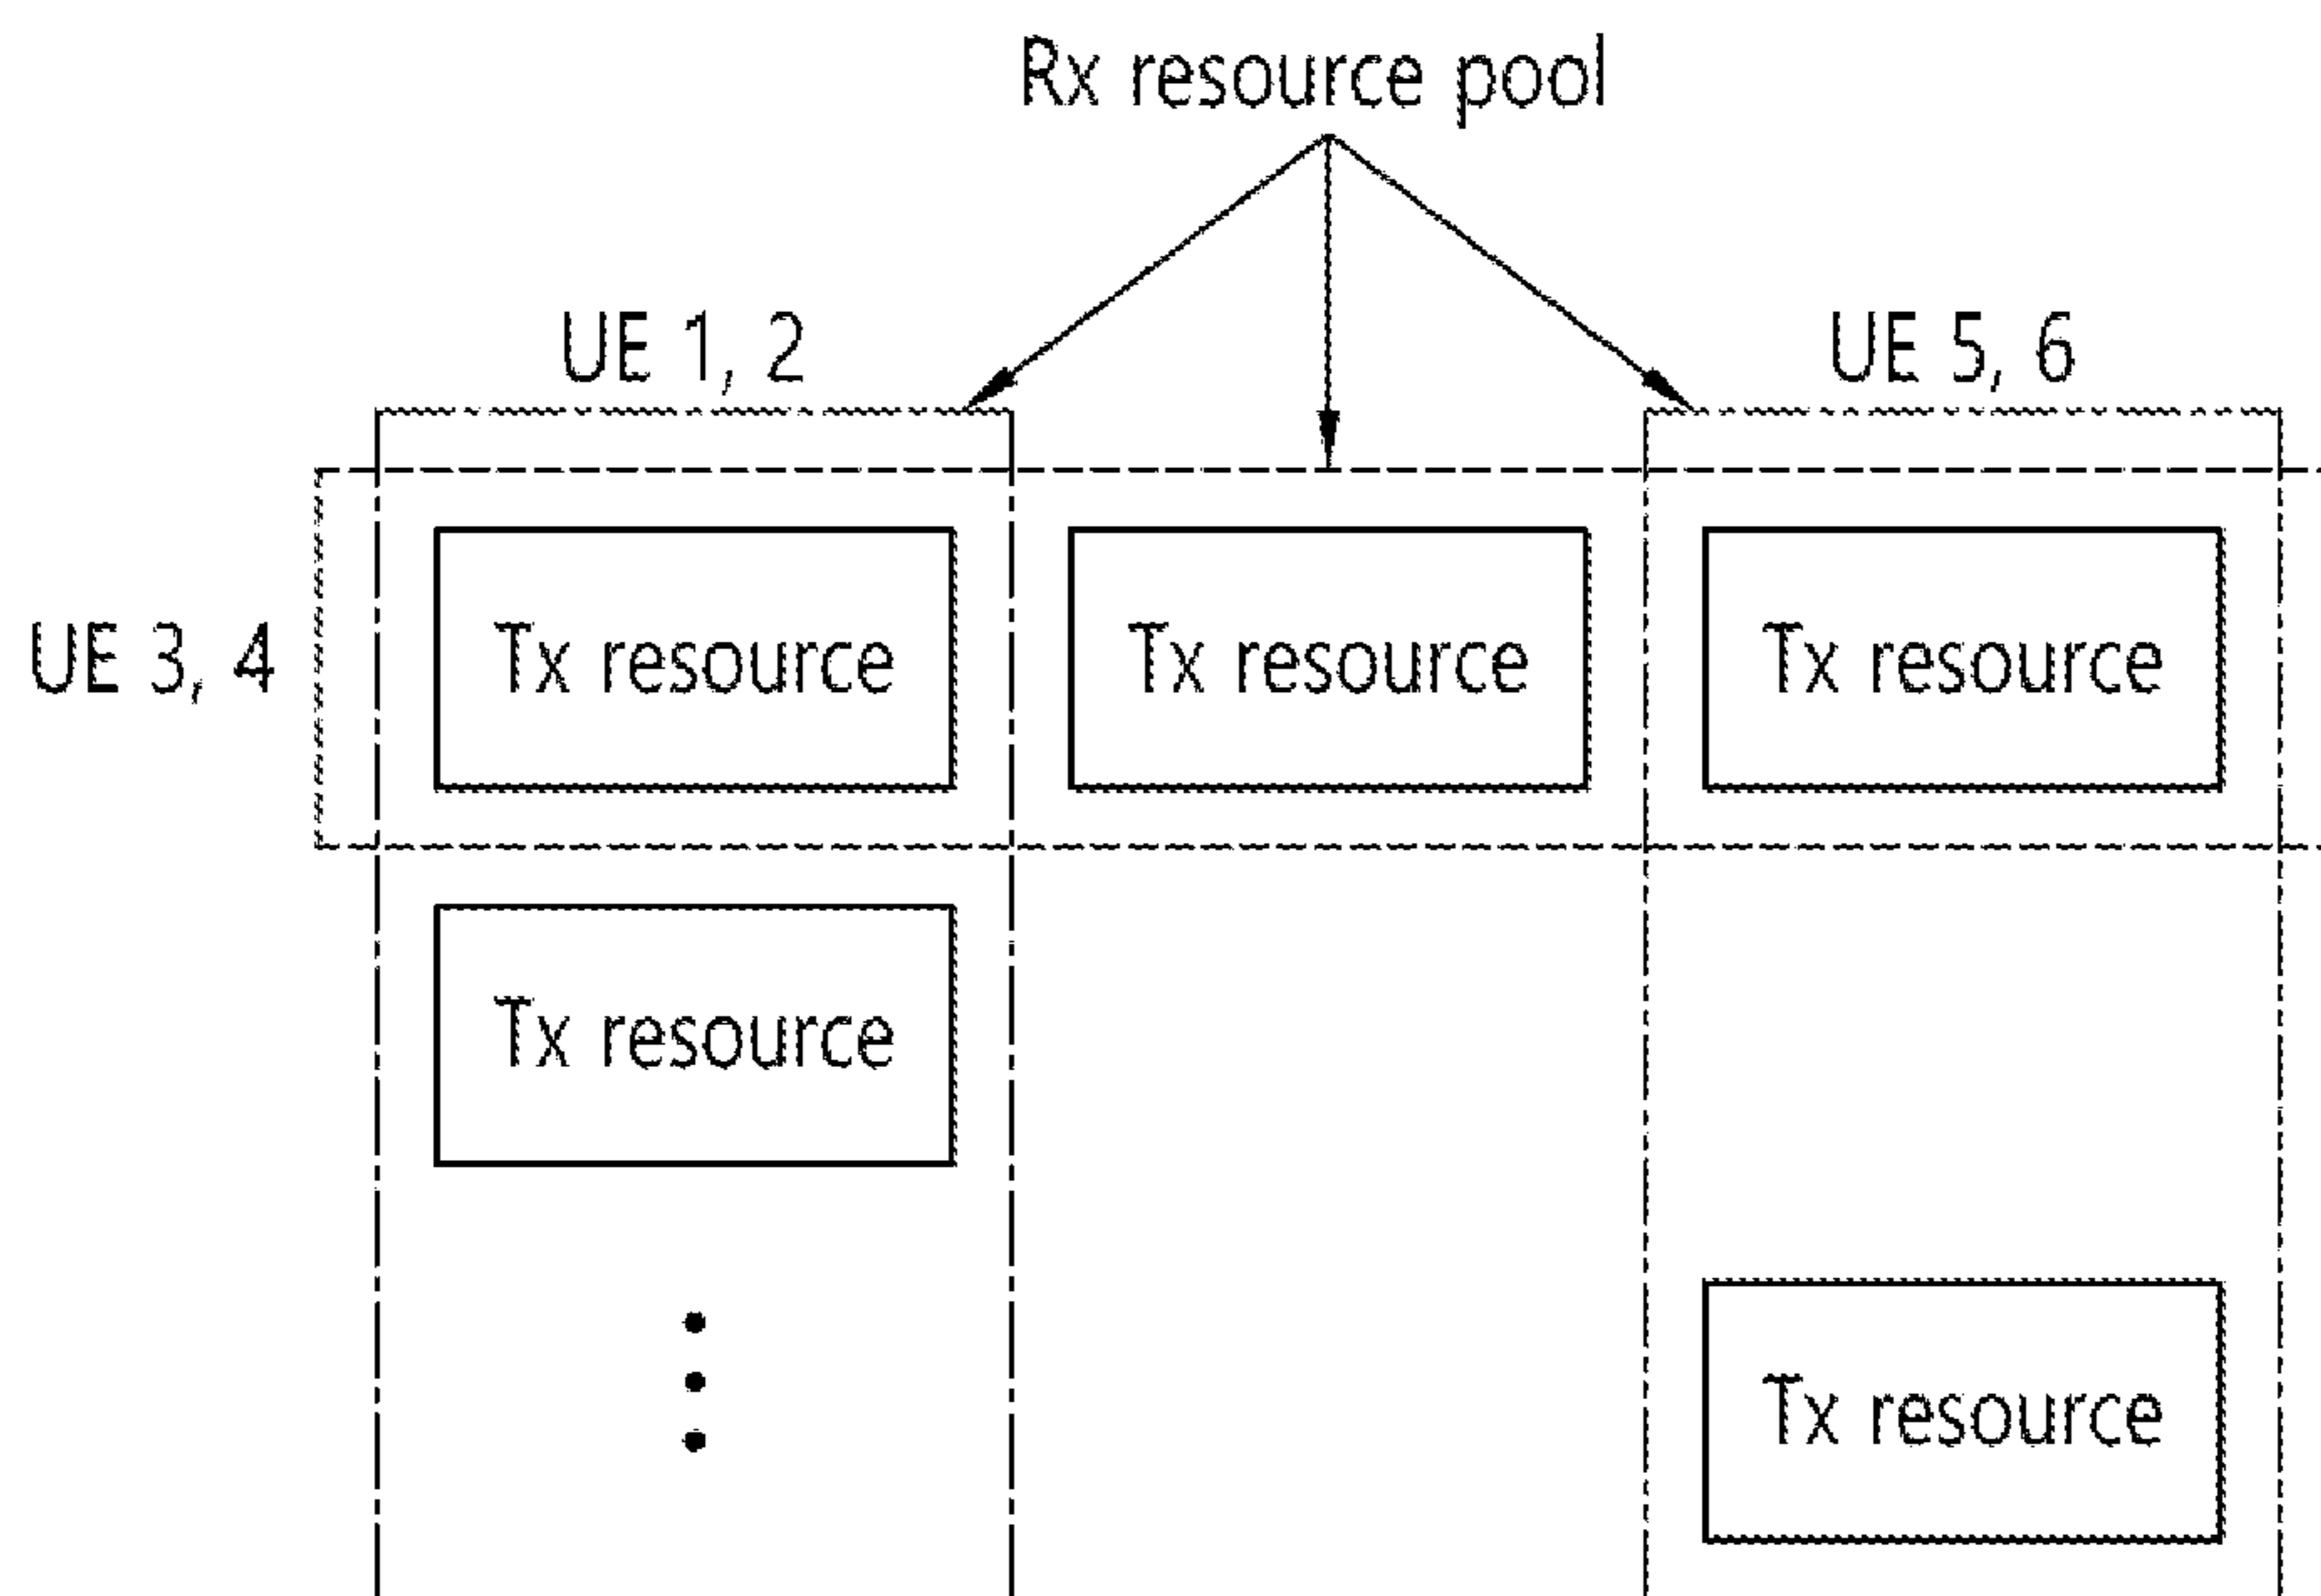 Rx resource pool
UE 1, 2
UE 5, 6
UE 3, 4
Tx resource
Tx resource
Tx resource
Tx resource
Tx resource